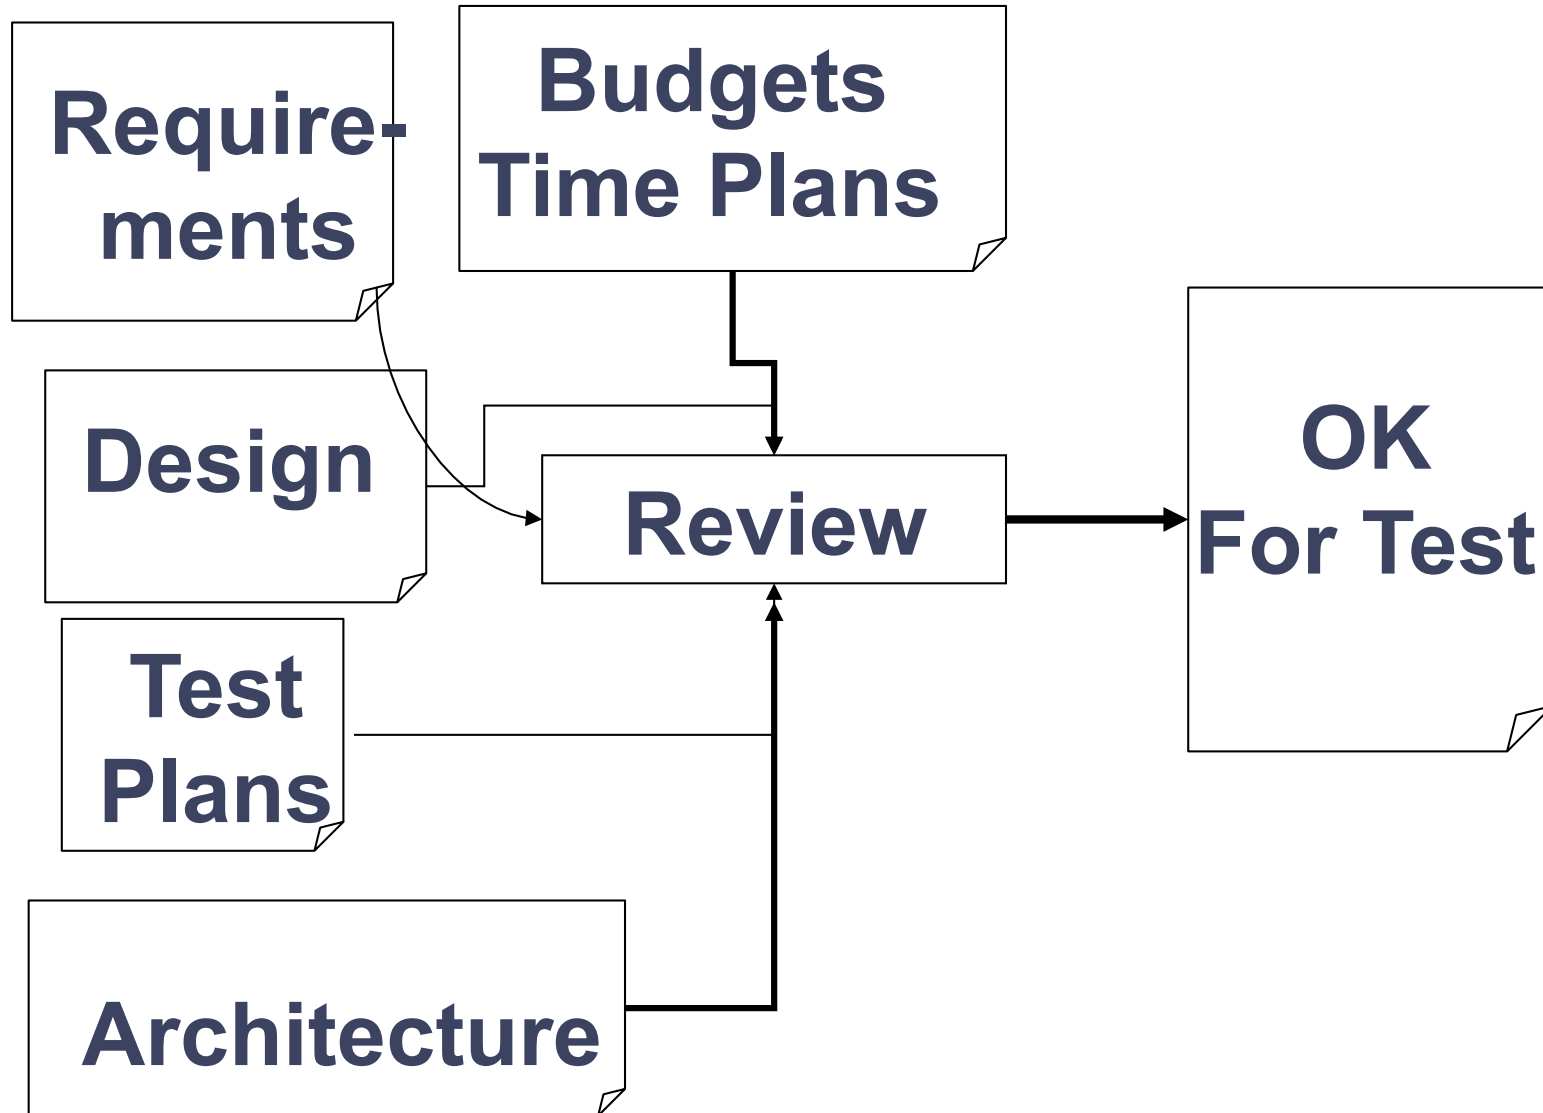 Require-
ments
Budgets
Time Plans
Design
Review
OK
For Test
Test
Plans
Architecture